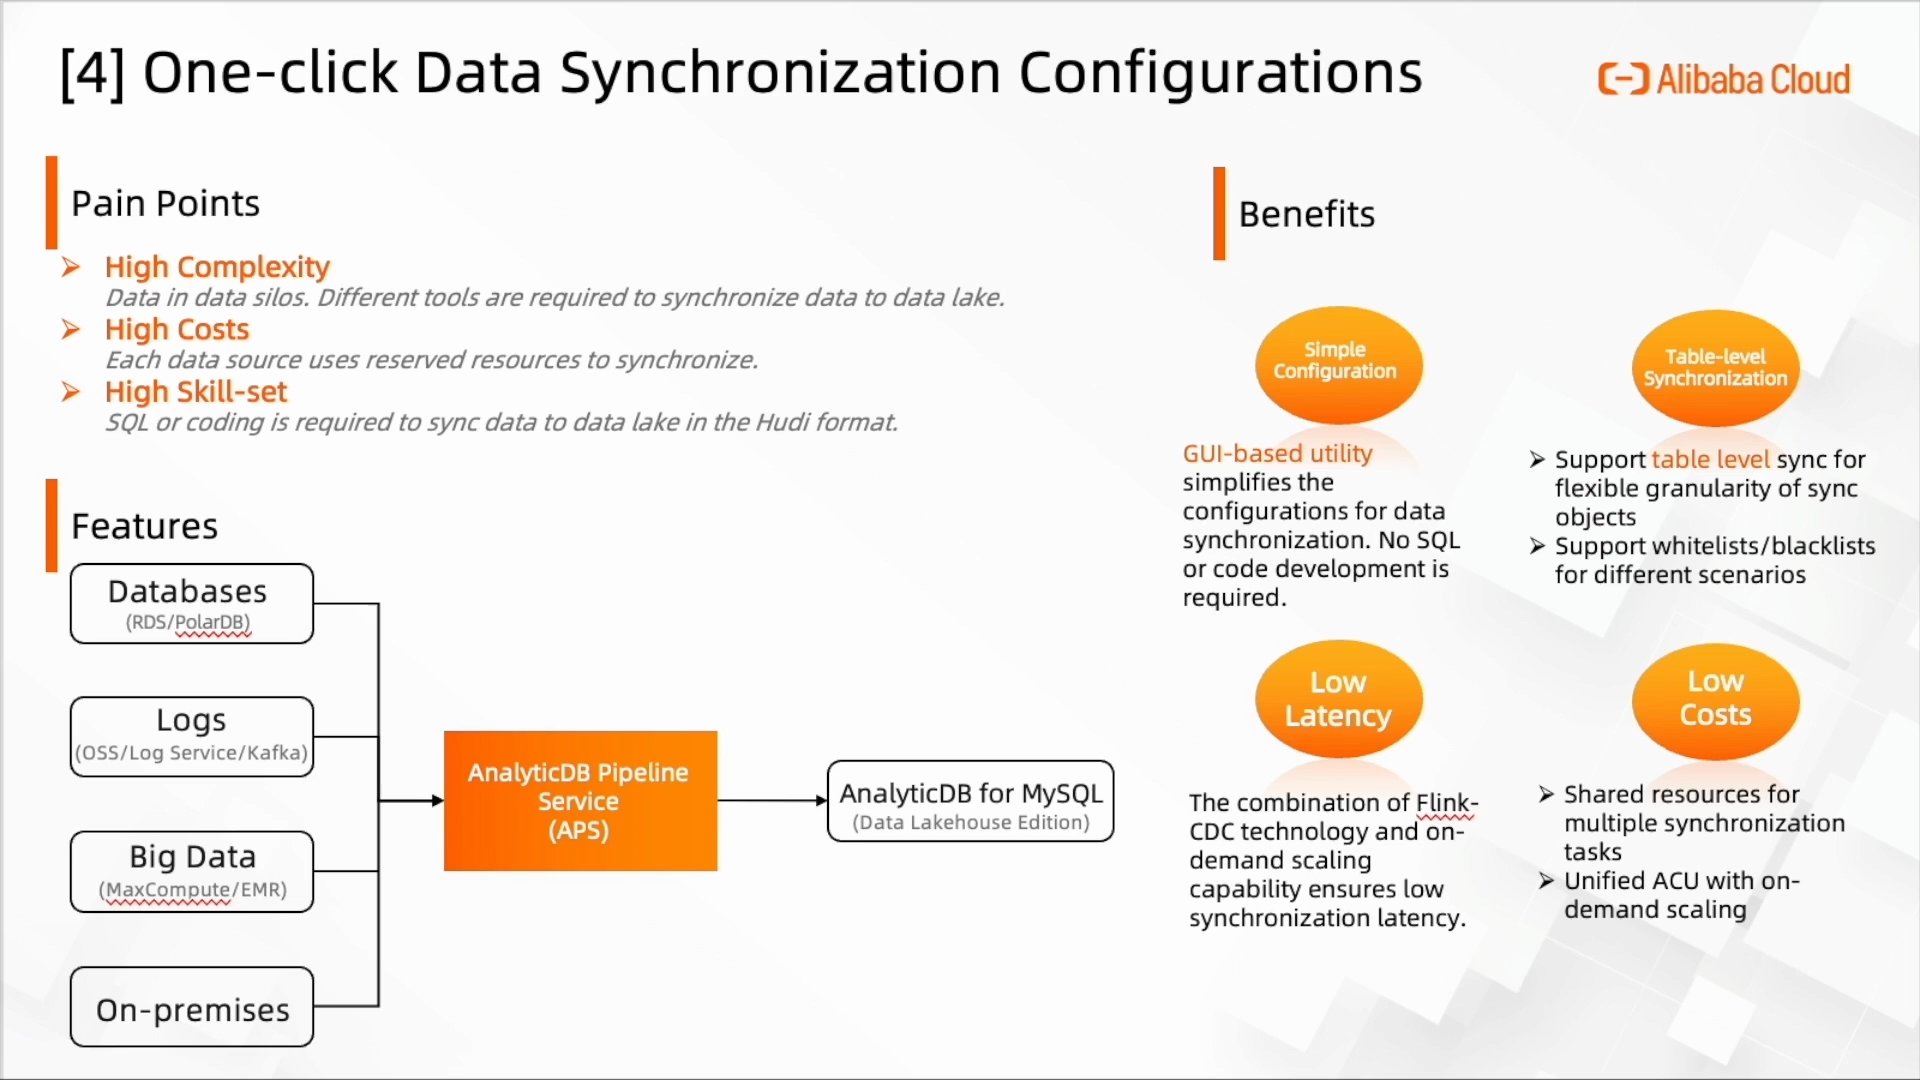 [4] One-click Data Synchronization Configurations
Alibaba Cloud
Pain Points
High Complexity
Data in data silos. Different tools are required to synchronize data to data lake.
High Costs
Each data source uses reserved resources to synchronize.
High Skill-set
SQL or coding is required to sync data to data lake in the Hudi format.
Features
Databases
(RDS/PolarDB)
Logs
(OSS/Log Service/Kafka)
Big Data
(MaxCompute/EMR)
On-premises
AnalyticDB Pipeline
Service
(APS)
AnalyticDB for MySQL
(Data Lakehouse Edition)
Benefits
Simple
Configuration
GUI-based utility
simplifies the
configurations for data
synchronization. No SQL
or code development is
required.
Table-level
Synchronization
Support table level sync for
flexible granularity of sync
objects
Support whitelists/blacklists
for different scenarios
Low
Latency
The combination of Flink-
CDC technology and on-
demand scaling
capability ensures low
synchronization latency.
Low
Costs
Shared resources for
multiple synchronization
tasks
Unified ACU with on-
demand scaling